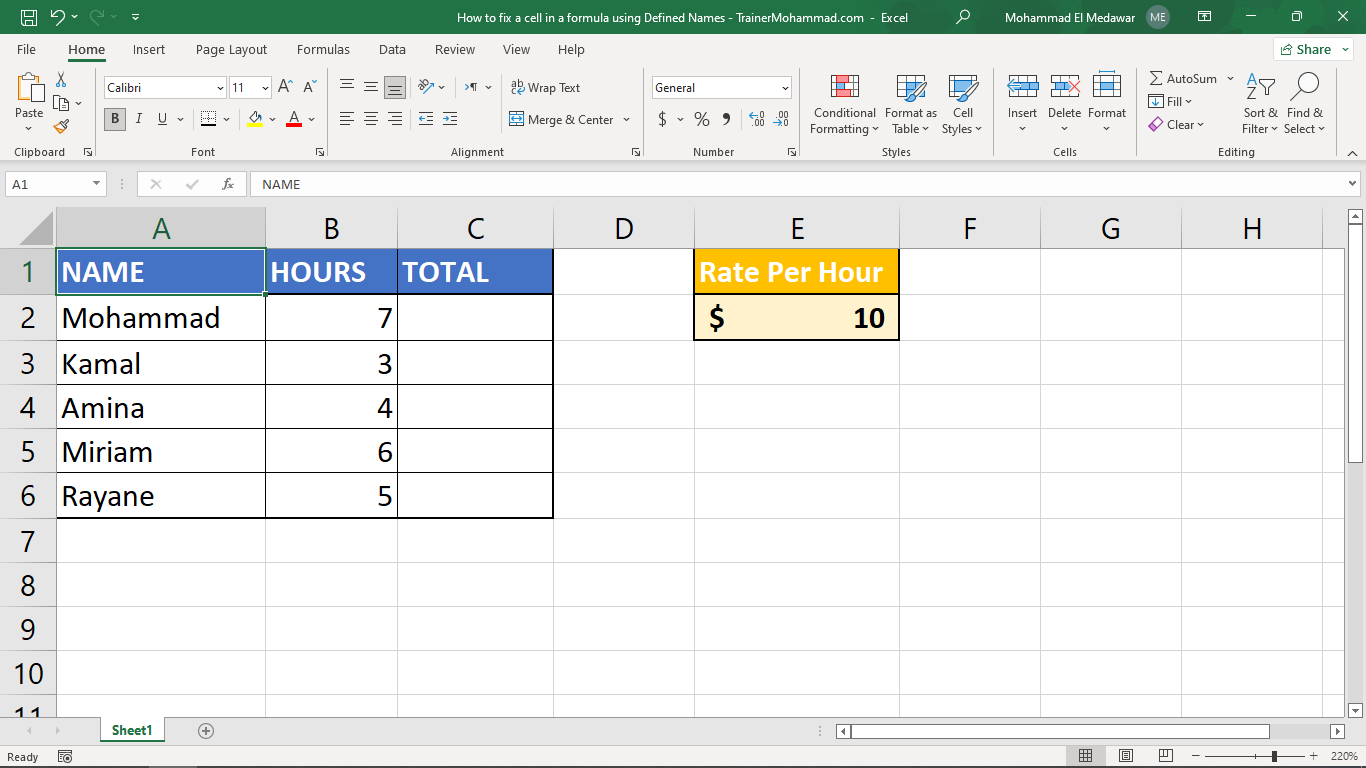 How to fix a cell in a formula using Defined Names - TrainerMohammad.com - Excel
Mohammad El Medawar ME
File Home Insert Page Layout Formulas Data Review View Help
Share
Paste
Calibri 11
B I U
Wrap Text
Merge & Center
General
$ % 9
Conditional Formatting
Format as Table
Cell Styles
Insert Delete Format
AutoSum
Fill
Clear
Sort & Filter
Find & Select
Clipboard Font Alignment Number Styles Cells Editing
A1 fx NAME
A B C D E F G H
1 NAME HOURS TOTAL Rate Per Hour
2 Mohammad 7 $ 10
3 Kamal 3
4 Amina 4
5 Miriam 6
6 Rayane 5
7
8
9
10
11
Sheet1
Ready 220%